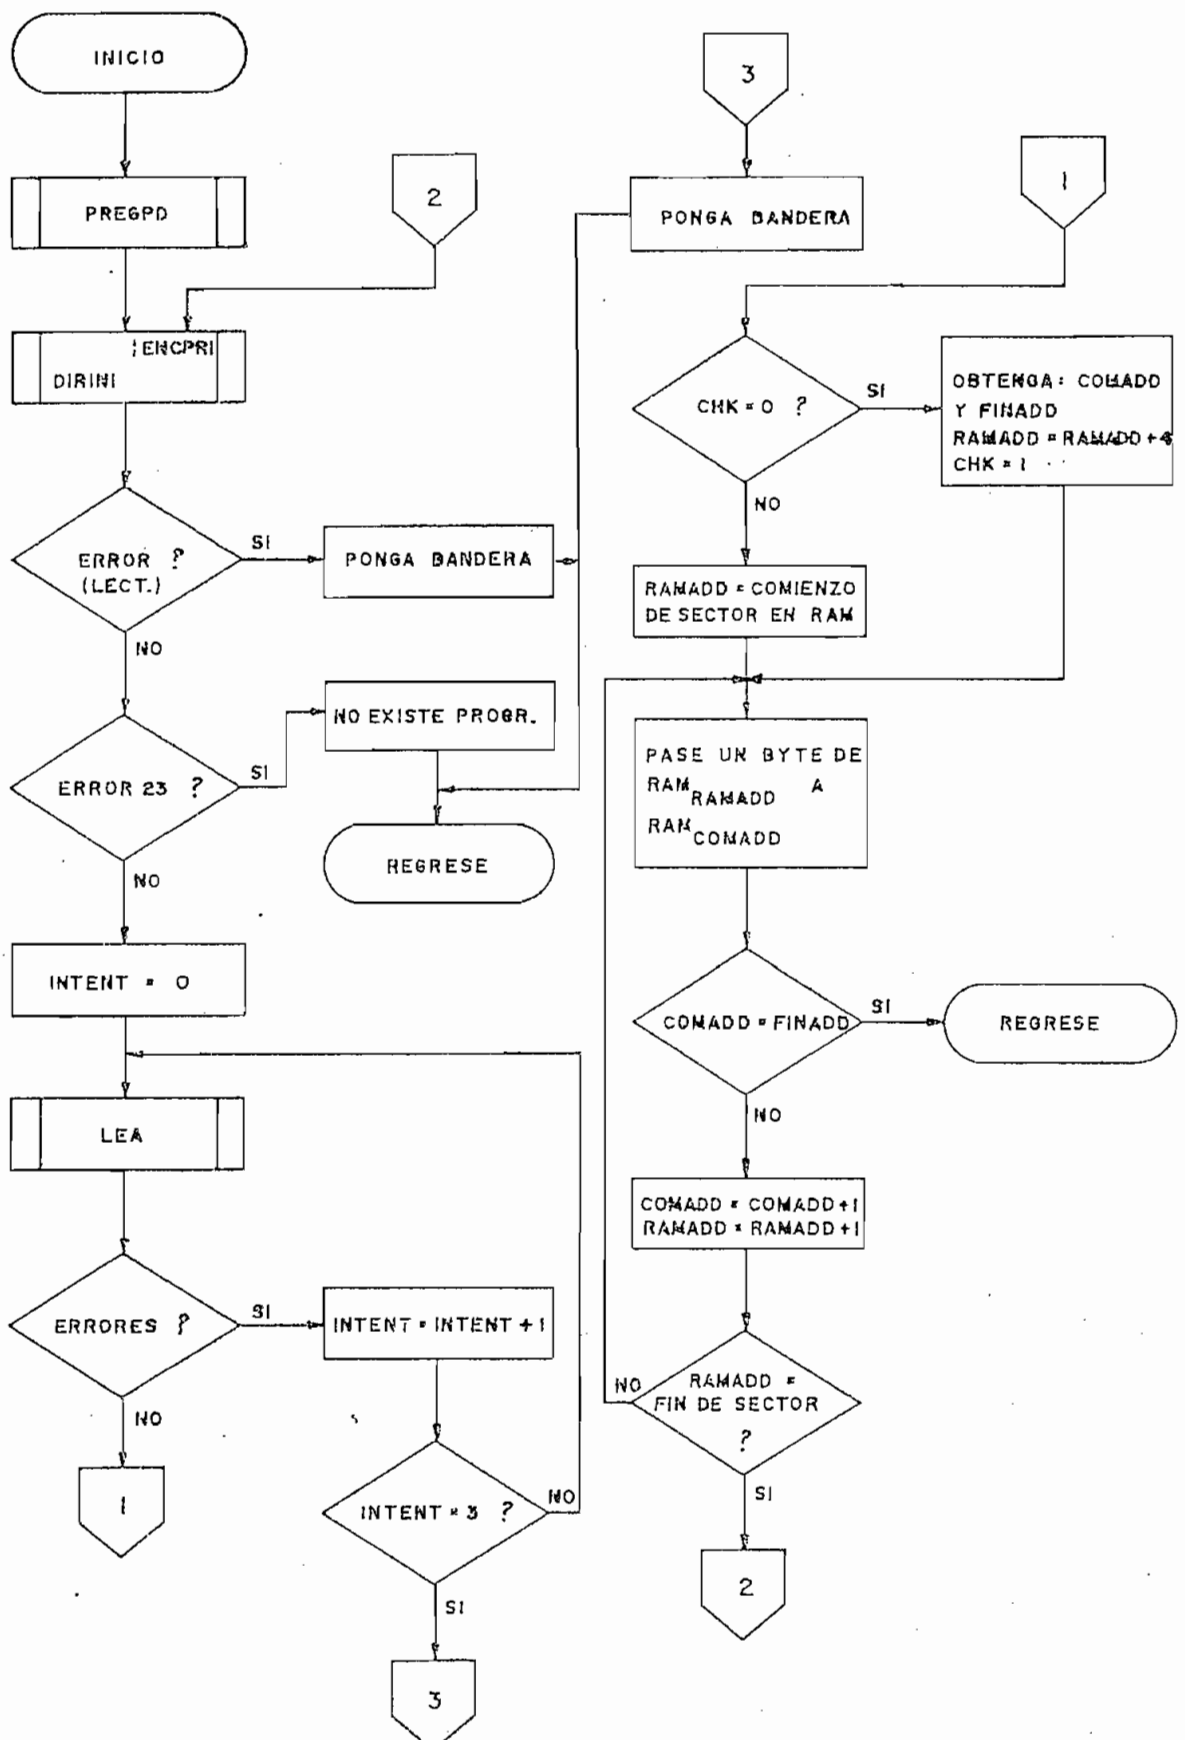 INICIO
PREGPD
2
ENCPRI
DIRINI
ERROR ?
(LECT.)
SI
NO
PONGA BANDERA
ERROR 23 ?
SI
NO
NO EXISTE PROGR.
REGRESE
INTENT = 0
LEA
ERRORES ?
SI
NO
INTENT = INTENT + 1
1
INTENT = 3 ?
NO
SI
3
3
PONGA BANDERA
1
CHK = 0 ?
SI
NO
OBTENGA: COMADD
Y FINADD
RAMADD = RAMADD + 4
CHK = 1
RAMADD = COMIENZO
DE SECTOR EN RAM
PASE UN BYTE DE
RAM RAMADD A
RAM COMADD
COMADD = FINADD
SI
NO
REGRESE
COMADD = COMADD + 1
RAMADD = RAMADD + 1
RAMADD =
FIN DE SECTOR
?
NO
SI
2